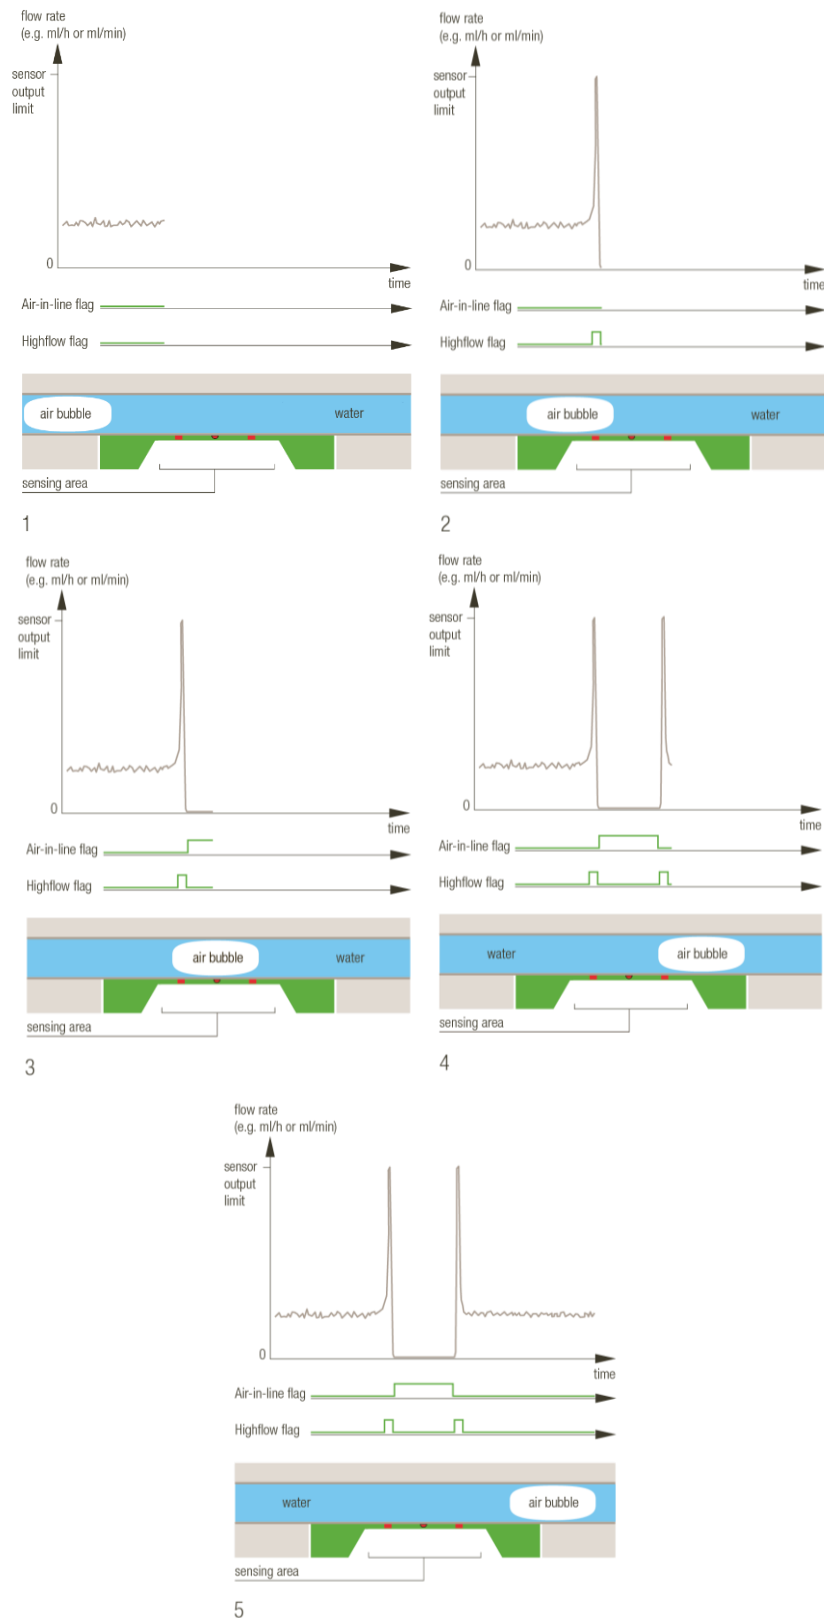 flow rate
(e.g. ml/h or ml/min)
sensor
output
limit
0
time
Air-in-line flag
Highflow flag
air bubble
water
sensing area
1
flow rate
(e.g. ml/h or ml/min)
sensor
output
limit
0
time
Air-in-line flag
Highflow flag
air bubble
water
sensing area
2
flow rate
(e.g. ml/h or ml/min)
sensor
output
limit
0
time
Air-in-line flag
Highflow flag
air bubble
water
sensing area
3
flow rate
(e.g. ml/h or ml/min)
sensor
output
limit
0
time
Air-in-line flag
Highflow flag
water
air bubble
sensing area
4
flow rate
(e.g. ml/h or ml/min)
sensor
output
limit
0
time
Air-in-line flag
Highflow flag
water
air bubble
sensing area
5